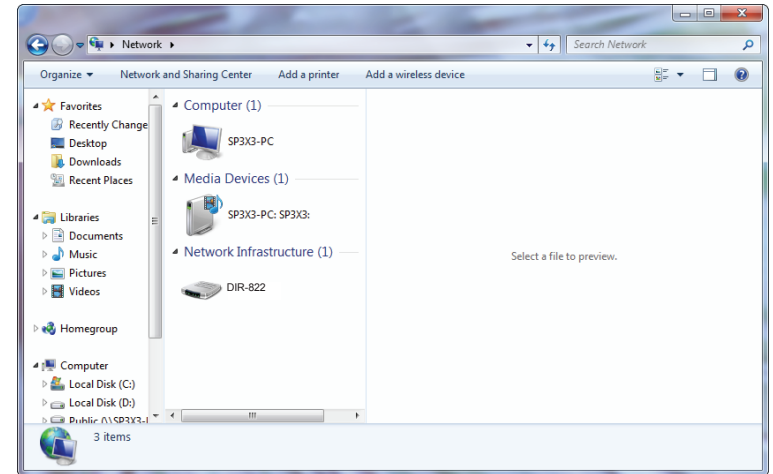 Network
Search Network
Organize Network and Sharing Center Add a printer Add a wireless device
Favorites
Recently Change
Desktop
Downloads
Recent Places
Libraries
Documents
Music
Pictures
Videos
Homegroup
Computer
Local Disk (C:)
Local Disk (D:)
Computer (1)
SP3X3-PC
Media Devices (1)
SP3X3-PC: SP3X3:
Network Infrastructure (1)
DIR-822
Select a file to preview.
3 items